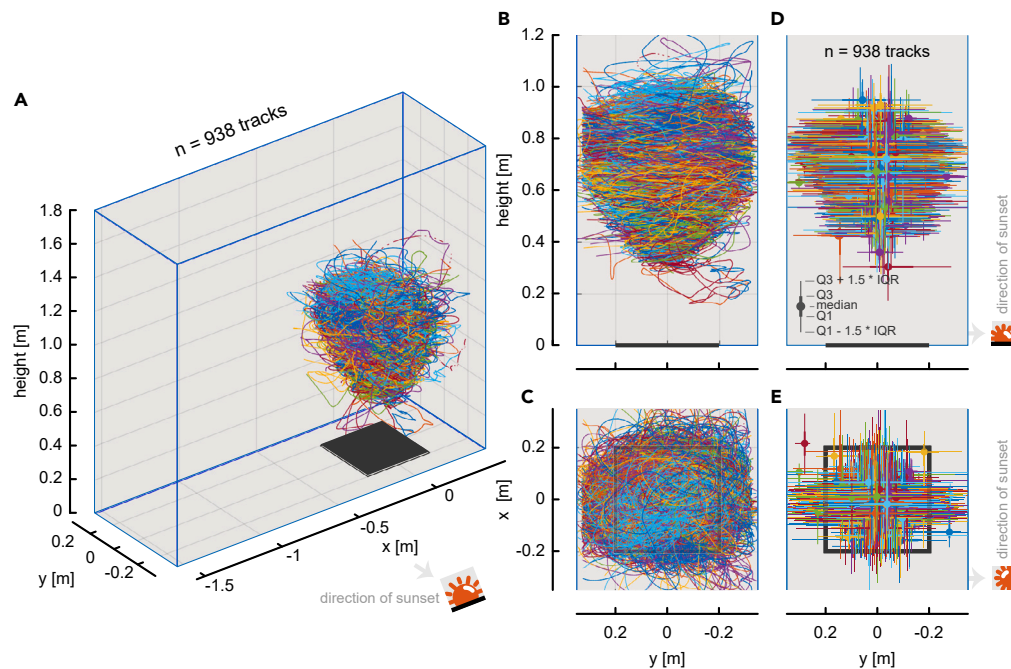 A
n = 938 tracks
1.8
1.6
1.4
1.2
1.0
0.8
0.6
0.4
0.2
0
height [m]
0.2
0
-0.2
y [m]
-1.5
-1
-0.5
0
x [m]
direction of sunset
B
1.2
1.0
0.8
0.6
0.4
0.2
0
height [m]
C
0.2
0
-0.2
x [m]
0.2
0
-0.2
y [m]
D
n = 938 tracks
Q3 + 1.5 * IQR
Q3
median
Q1
Q1 - 1.5 * IQR
direction of sunset
E
direction of sunset
0.2
0
-0.2
y [m]